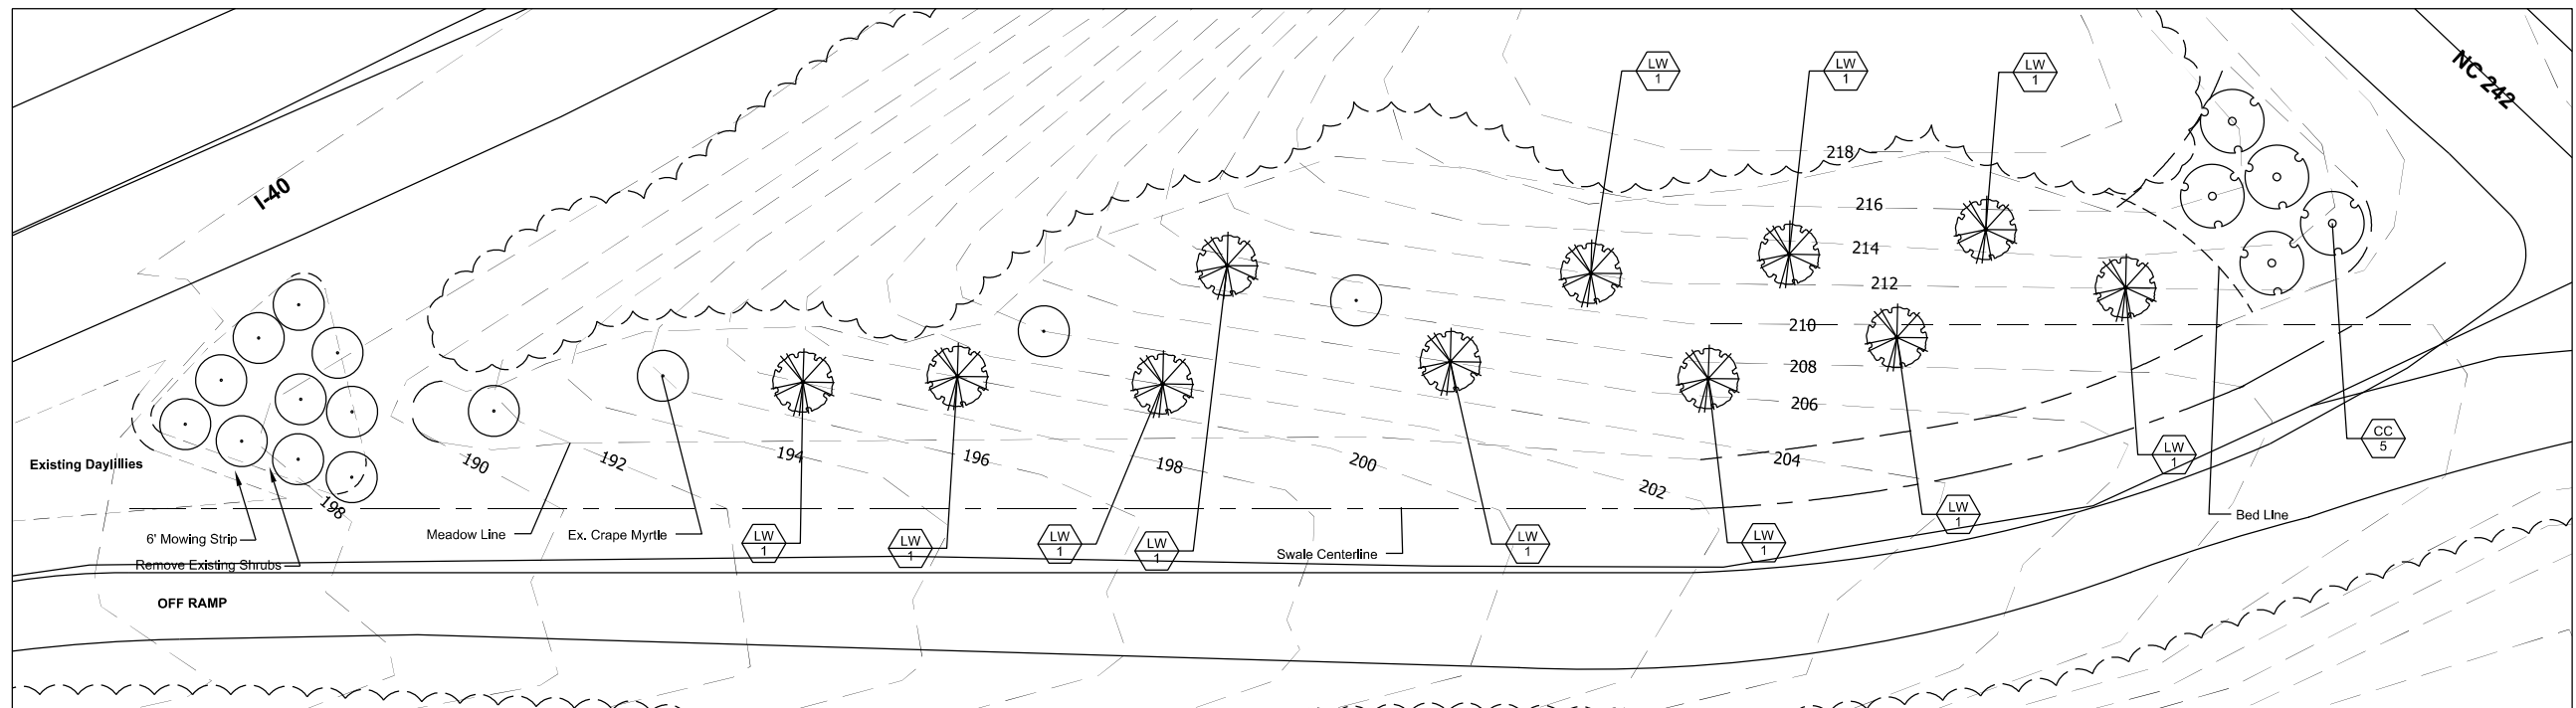 LW
1
LW
1
LW
1
NC 242
218
I-40
216
214
212
210
208
206
CC
5
190
192
194
196
198
200
202
204
LW
1
Existing Daylillies
198
6' Mowing Strip
Meadow Line
Ex. Crape Myrtle
LW
1
LW
1
LW
1
LW
1
Swale Centerline
LW
1
LW
1
LW
1
Bed Line
Remove Existing Shrubs
OFF RAMP